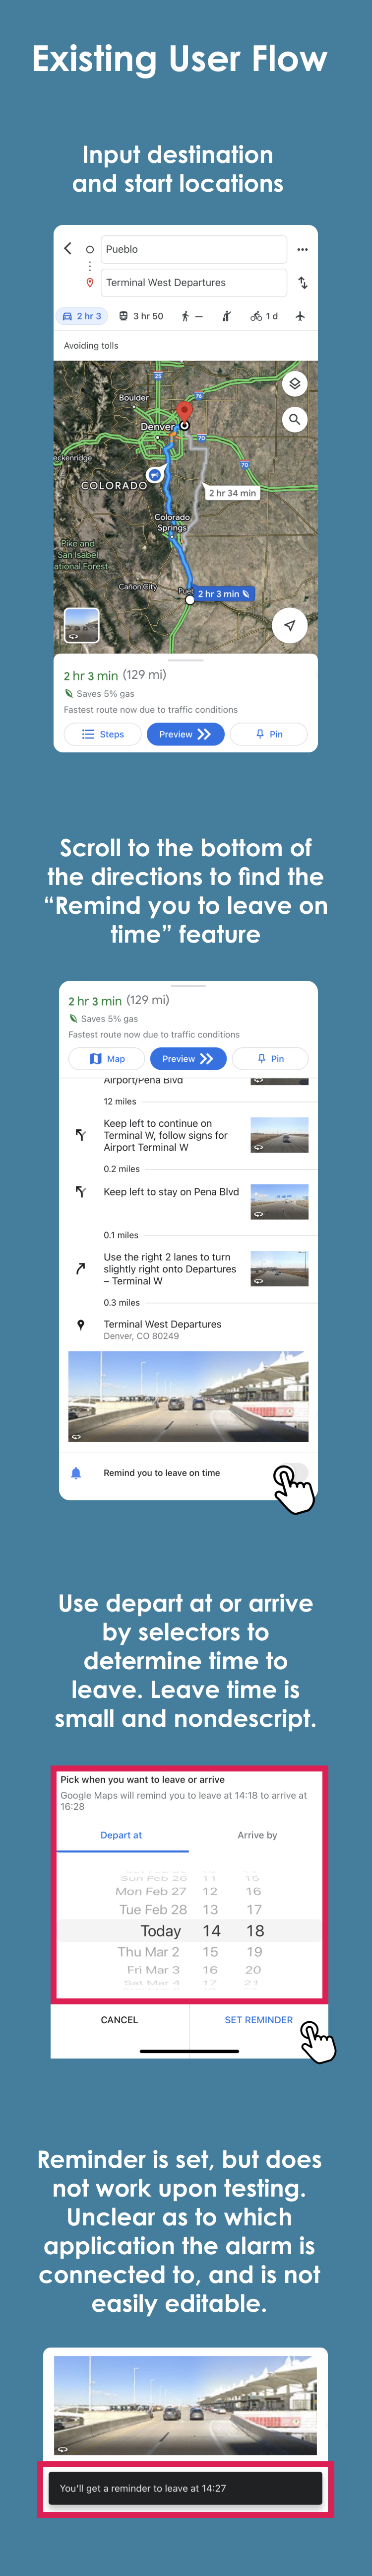 Existing User Flow
Input destination
and start locations
Pueblo
Terminal West Departures
2 hr 3
3 hr 50
—
1 d
Avoiding tolls
25
Boulder
76
Denver
70
70
eckenridge
COLORADO
2 hr 34 min
Colorado
Springs
Pike and
San Isabel
ational Forest
Cañon City
2 hr 3 min
2 hr 3 min (129 mi)
Saves 5% gas
Fastest route now due to traffic conditions
Steps
Preview
Pin
Scroll to the bottom of
the directions to find the
“Remind you to leave on
time” feature
2 hr 3 min (129 mi)
Saves 5% gas
Fastest route now due to traffic conditions
Map
Preview
Pin
Airport/Pena Blvd
12 miles
Keep left to continue on
Terminal W, follow signs for
Airport Terminal W
0.2 miles
Keep left to stay on Pena Blvd
0.1 miles
Use the right 2 lanes to turn
slightly right onto Departures
– Terminal W
0.3 miles
Terminal West Departures
Denver, CO 80249
Remind you to leave on time
Use depart at or arrive
by selectors to
determine time to
leave. Leave time is
small and nondescript.
Pick when you want to leave or arrive
Google Maps will remind you to leave at 14:18 to arrive at
16:28
Depart at
Arrive by
Sun Feb 26 11 15
Mon Feb 27 12 16
Tue Feb 28 13 17
Today 14 18
Thu Mar 2 15 19
Fri Mar 3 16 20
Sat Mar 4 17 21
CANCEL
SET REMINDER
Reminder is set, but does
not work upon testing.
Unclear as to which
application the alarm is
connected to, and is not
easily editable.
You’ll get a reminder to leave at 14:27